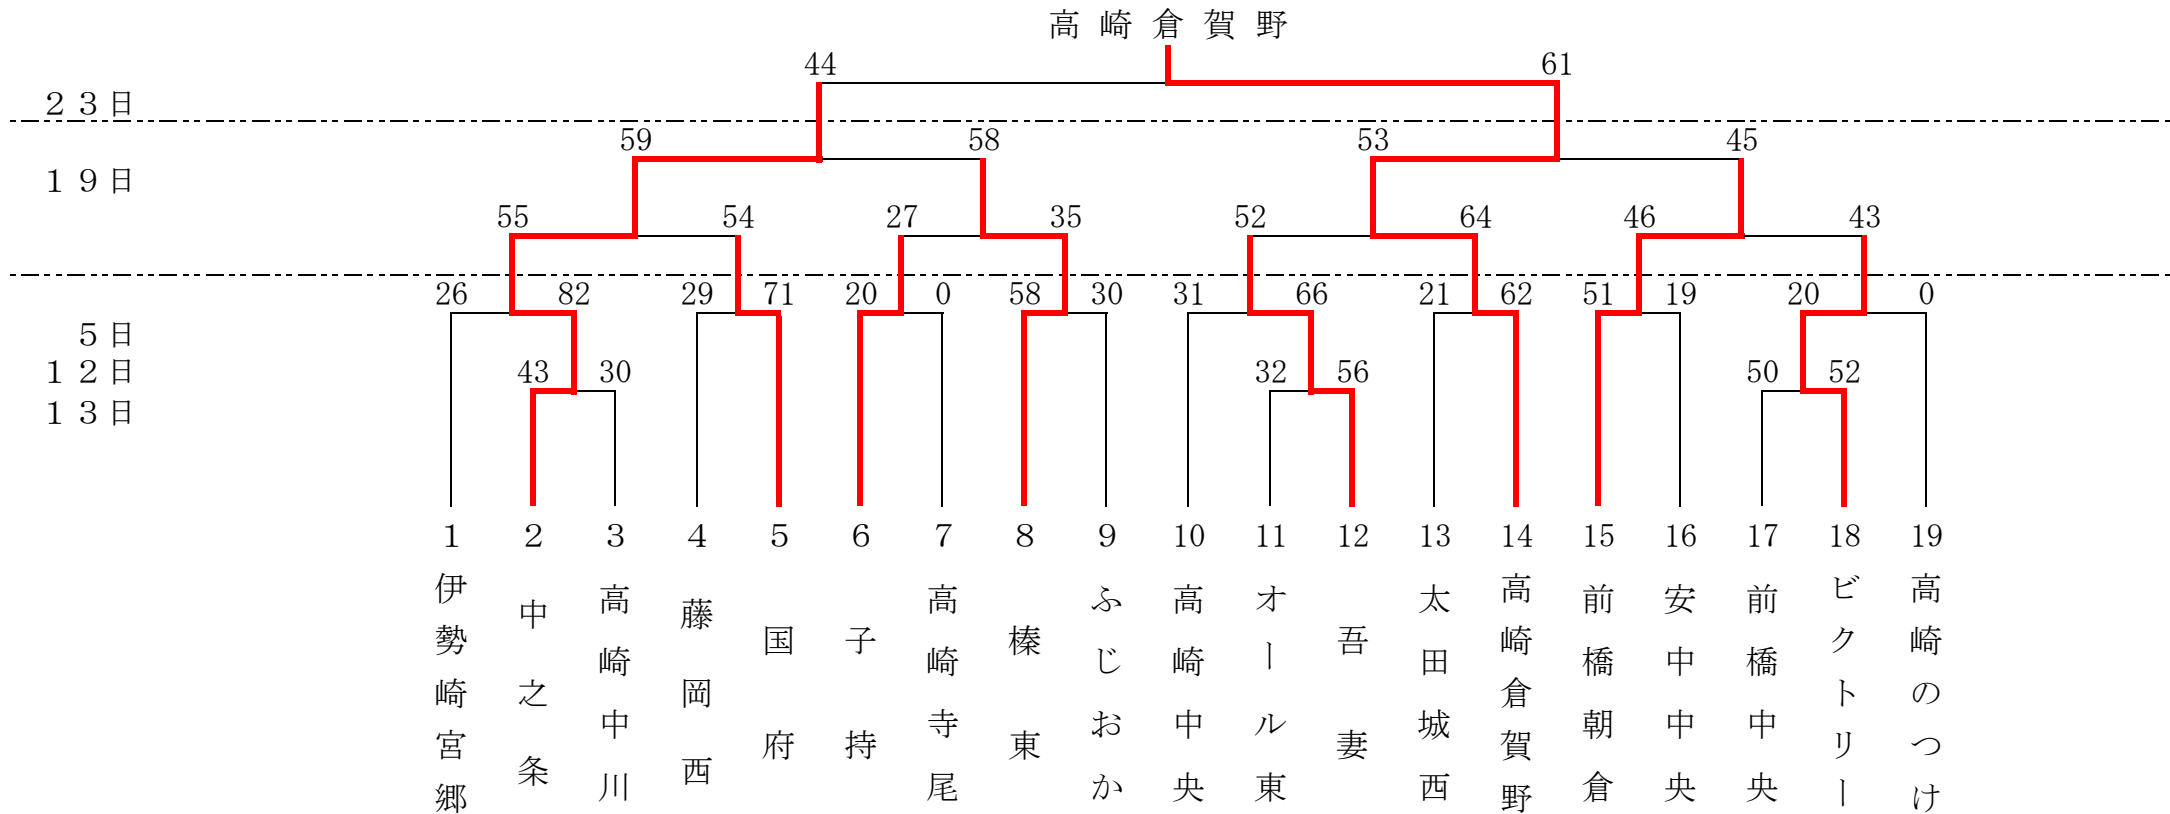 高崎倉賀野
44 61
23日
59 58 53 45
19日
55 54 27 35 52 64 46 43
26 82 29 71 20 0 58 30 31 66 21 62 51 19 20 0
5日
12日
43 30 32 56 50 52
13日
1 2 3 4 5 6 7 8 9 10 11 12 13 14 15 16 17 18 19
伊勢崎宮郷
中之条
高崎中川
藤岡西
国府
子持
高崎寺尾
榛東
ふじおか
高崎中央
オール東
吾妻
太田城西
高崎倉賀野
前橋朝倉
安中中央
前橋中央
ビクトリー
高崎のつけ